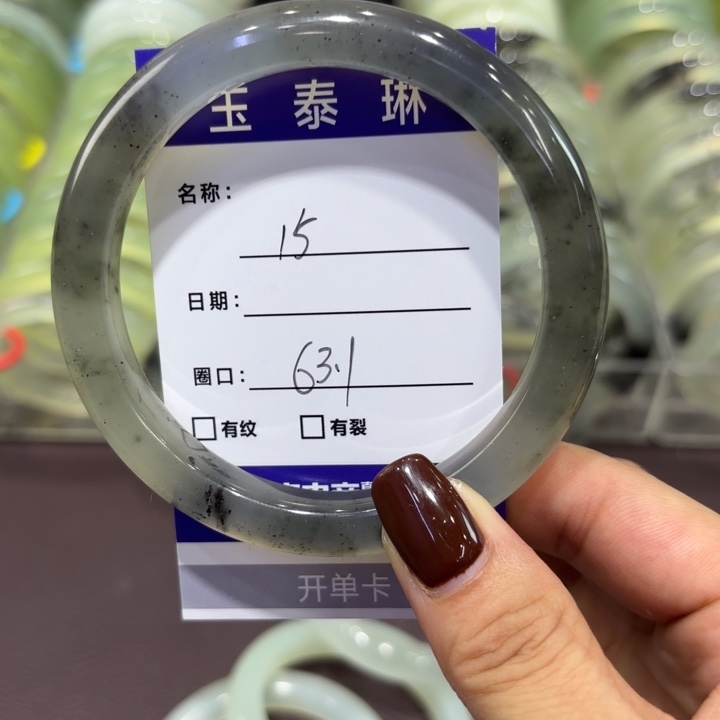 玉泰琳
名称：15
日期：
圈口：63.1
□有纹 □有裂
开单卡